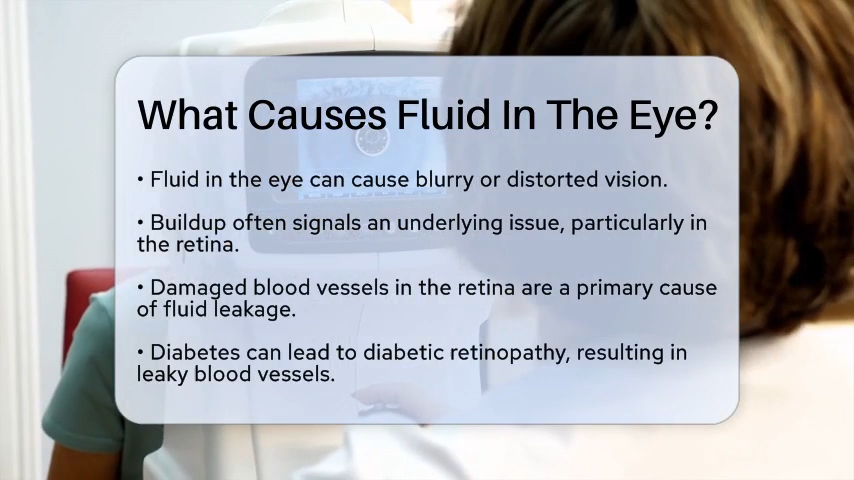 What Causes Fluid In The Eye?
• Fluid in the eye can cause blurry or distorted vision.
• Buildup often signals an underlying issue, particularly in
the retina.
• Damaged blood vessels in the retina are a primary cause
of fluid leakage.
• Diabetes can lead to diabetic retinopathy, resulting in
leaky blood vessels.